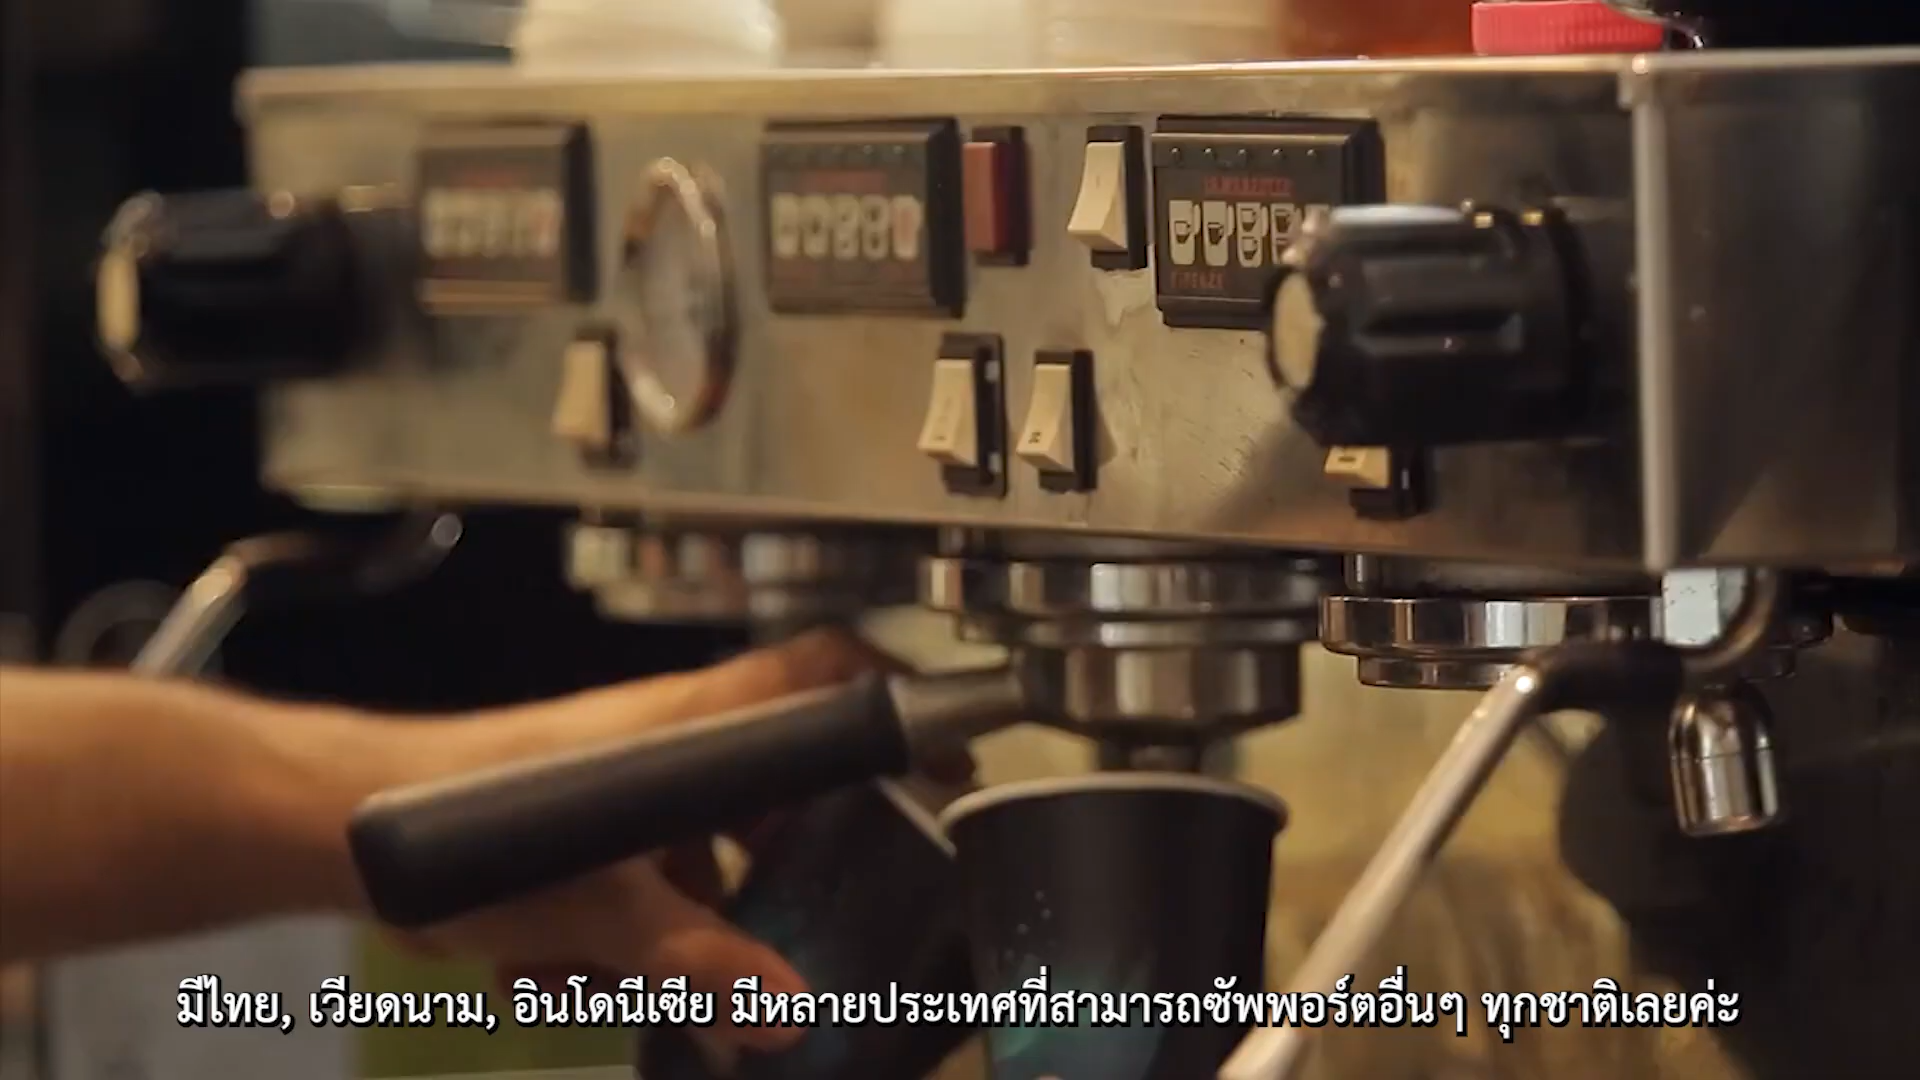 มีไทย, เวียดนาม, อินโดนีเซีย มีหลายประเทศที่สามารถซัพพอร์ตอื่นๆ ทุกชาติเลยค่ะ